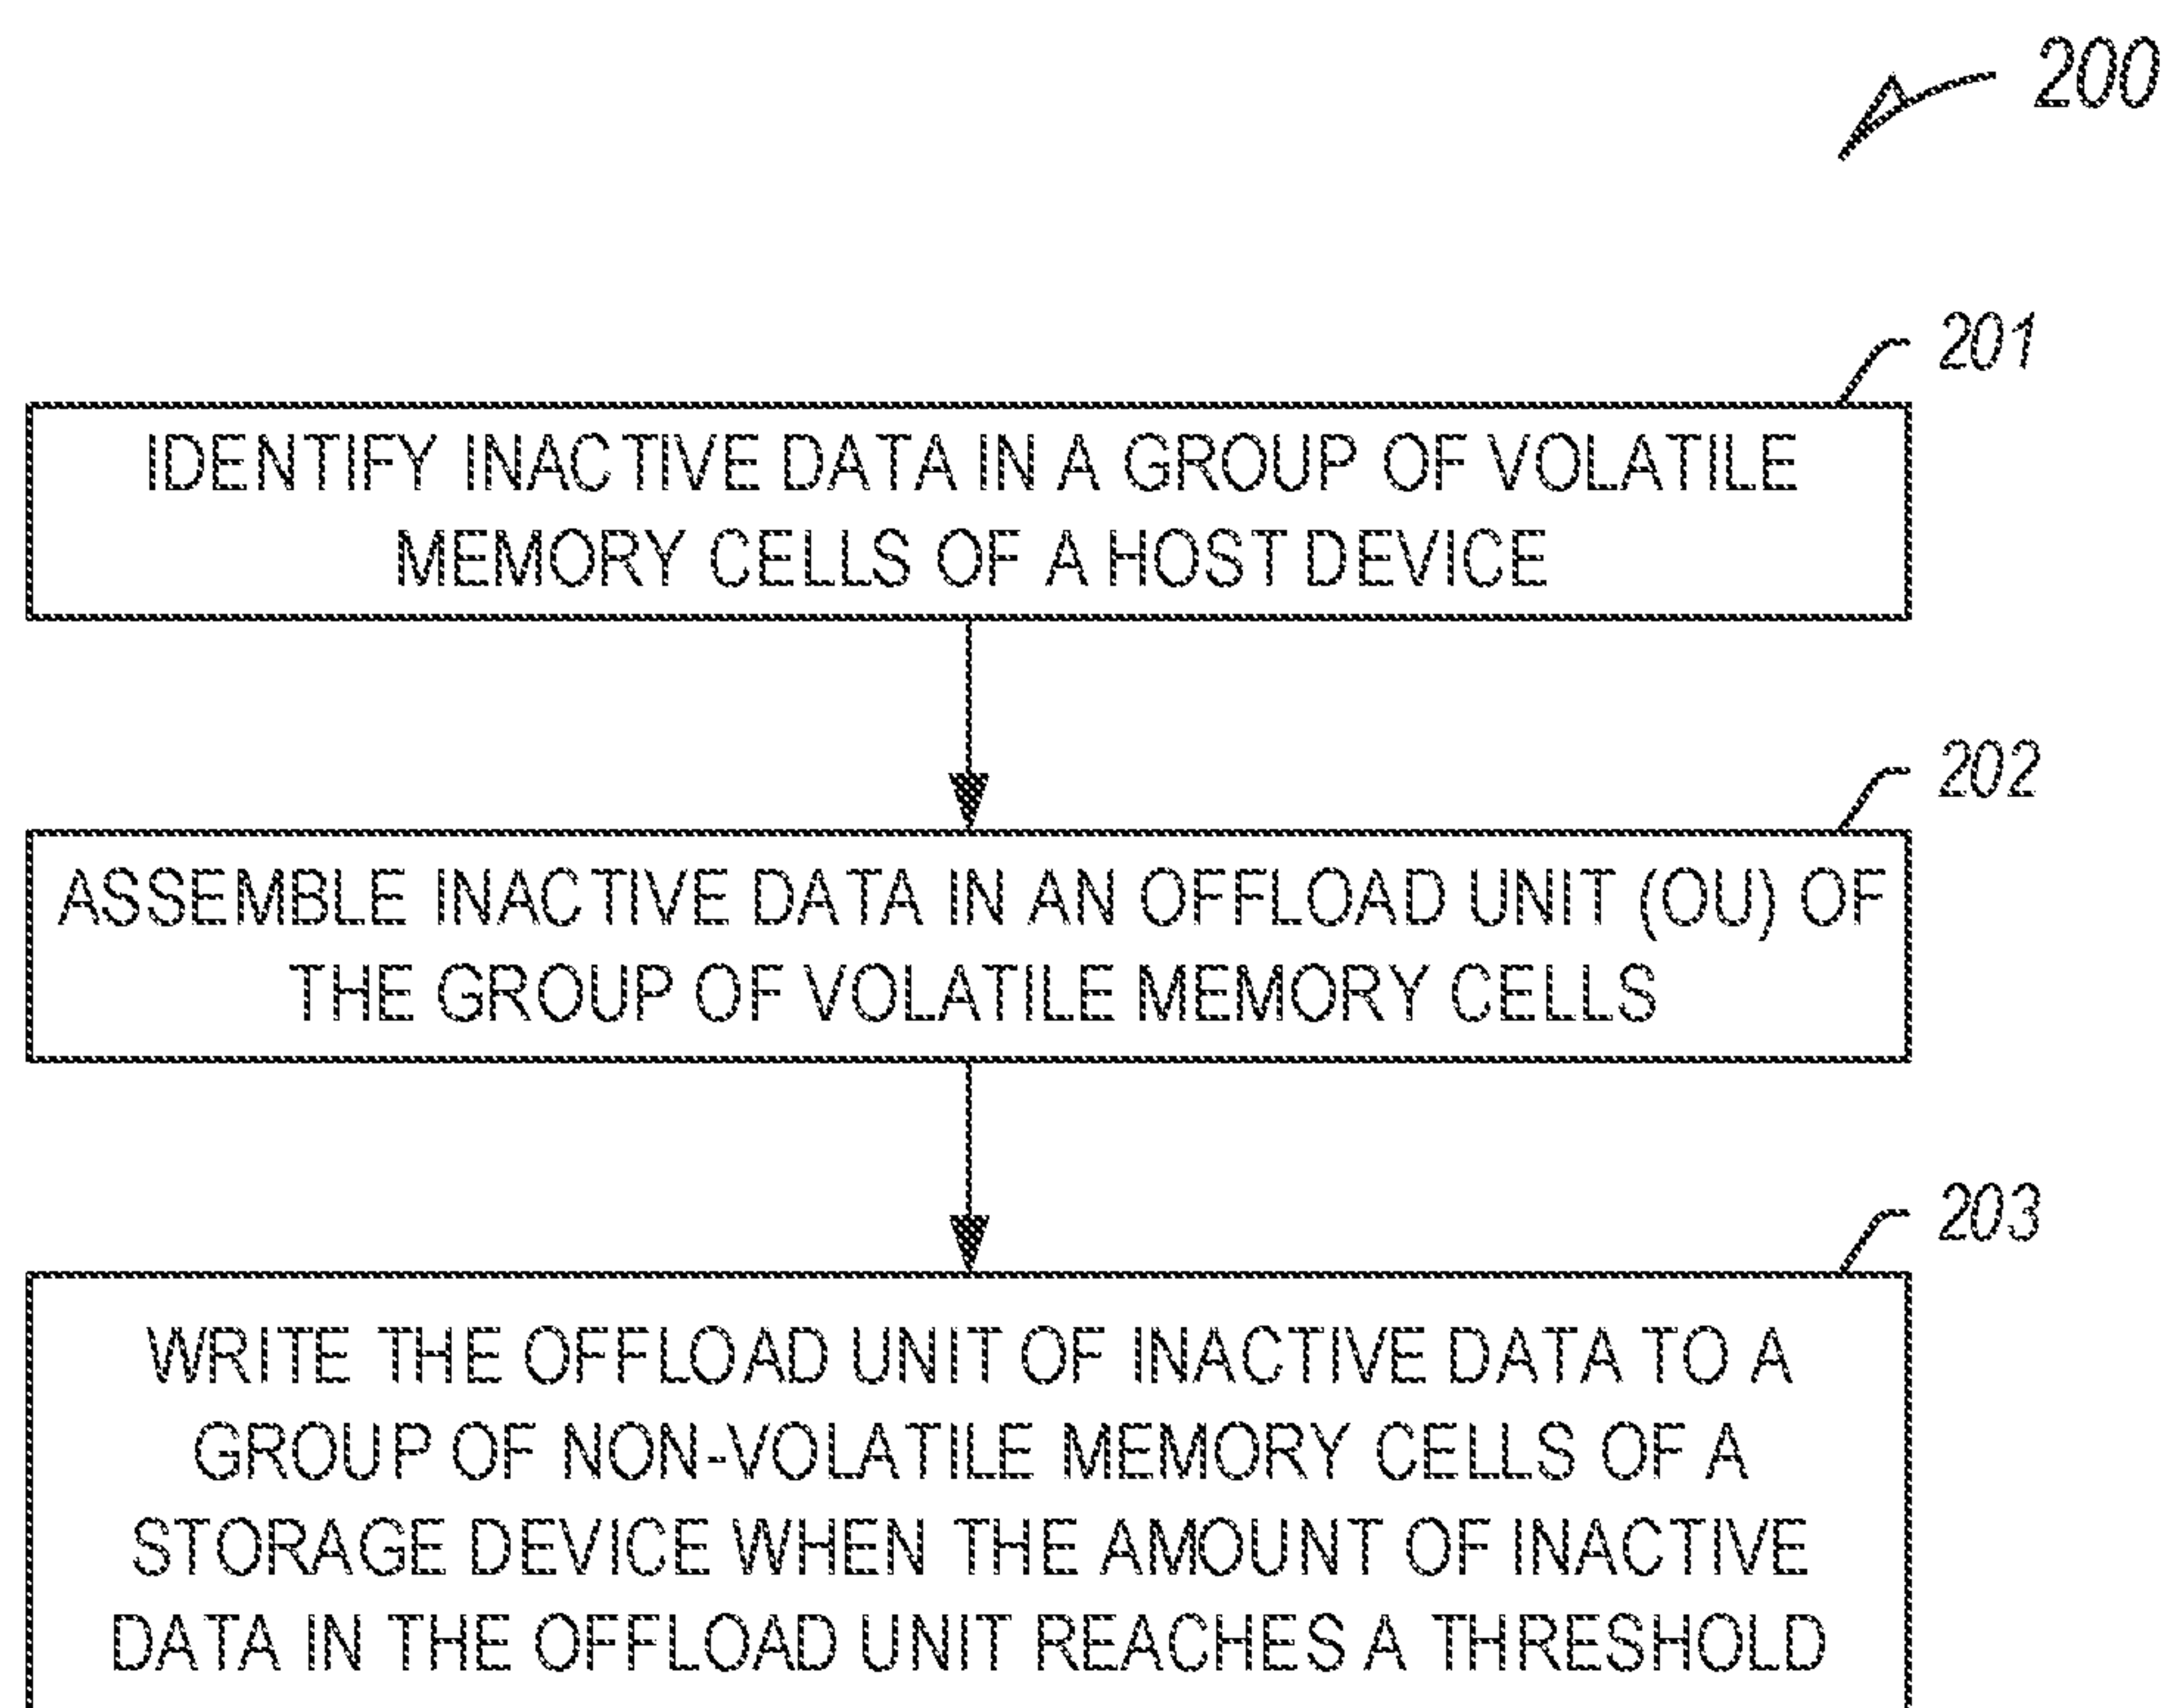 200
201
IDENTIFY INACTIVE DATA IN A GROUP OF VOLATILE
MEMORY CELLS OF A HOST DEVICE
202
ASSEMBLE INACTIVE DATA IN AN OFFLOAD UNIT (OU) OF
THE GROUP OF VOLATILE MEMORY CELLS
203
WRITE THE OFFLOAD UNIT OF INACTIVE DATA TO A
GROUP OF NON-VOLATILE MEMORY CELLS OF A
STORAGE DEVICE WHEN THE AMOUNT OF INACTIVE
DATA IN THE OFFLOAD UNIT REACHES A THRESHOLD